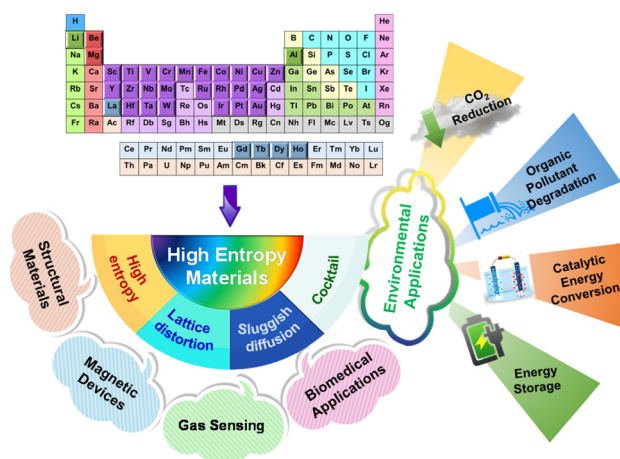 H He
Li Be B C N O F Ne
Na Mg Al Si P S Cl Ar
K Ca Sc Ti V Cr Mn Fe Co Ni Cu Zn Ga Ge As Se Br Kr
Rb Sr Y Zr Nb Mo Tc Ru Rh Pd Ag Cd In Sn Sb Te I Xe
Cs Ba La Hf Ta W Re Os Ir Pt Au Hg Tl Pb Bi Po At Rn
Fr Ra Ac Rf Db Sg Bh Hs Mt Ds Rg Cn Nh Fl Mc Lv Ts Og
Ce Pr Nd Pm Sm Eu Gd Tb Dy Ho Er Tm Yb Lu
Th Pa U Np Pu Am Cm Bk Cf Es Fm Md No Lr
High Entropy
Materials
High
entropy
Lattice
distortion
Sluggish
diffusion
Cocktail
Structural
Materials
Magnetic
Devices
Gas Sensing
Biomedical
Applications
Environmental
Applications
CO2
Reduction
Organic
Pollutant
Degradation
Catalytic
Energy
Conversion
Energy
Storage